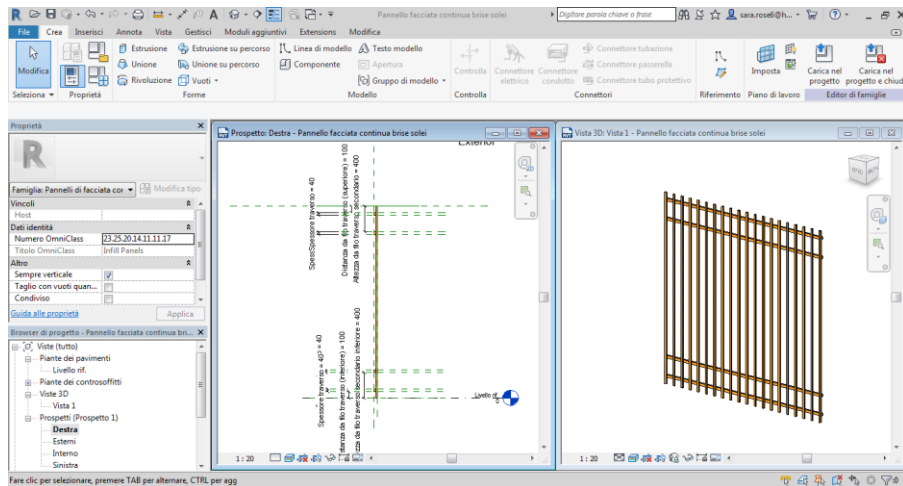 Pannello facciata continua brise solei
Digitare parola chiave o frase
sara.roseli@h...
File Crea Inserisci Annota Vista Gestisci Moduli aggiuntivi Extensions Modifica
Modifica
Estrusione
Estrusione su percorso
Unione
Unione su percorso
Rivoluzione
Vuoti
Linea di modello
Testo modello
Componente
Apertura
Gruppo di modello
Controlla
Connettore elettrico
Connettore condotto
Connettore tubazione
Connettore passerella
Connettore tubo protettivo
Imposta
Carica nel progetto
Carica nel progetto e chiudi
Seleziona Proprietà Forme Modello Controlla Connettori Riferimento Piano di lavoro Editor di famiglie
Proprietà
Famiglia: Pannelli di facciata cor
Modifica tipo
Vincoli
Host
Dati identità
Numero OmniClass 23.25.20.14.11.11.17
Titolo OmniClass Infill Panels
Altro
Sempre verticale
Taglio con vuoti quan...
Condiviso
Guida alle proprietà Applica
Browser di progetto - Pannello facciata continua bri...
Viste (tutto)
Piante dei pavimenti
Livello rif.
Piante dei controsoffitti
Viste 3D
Vista 1
Prospetti (Prospetto 1)
Destra
Esterni
Interno
Sinistra
Prospetto: Destra - Pannello facciata continua brise solei
Exterior
Spessore traverso = 40
Distanza da filo traverso (superiore) = 100
Altezza da filo traverso secondario = 400
Spessore traverso = 40
stanza da filo traverso (inferiore) = 100
zza da filo traverso secondario inferiore = 400
1 : 20
Vista 3D: Vista 1 - Pannello facciata continua brise solei
1 : 20
Fare clic per selezionare, premere TAB per alternare, CTRL per agg